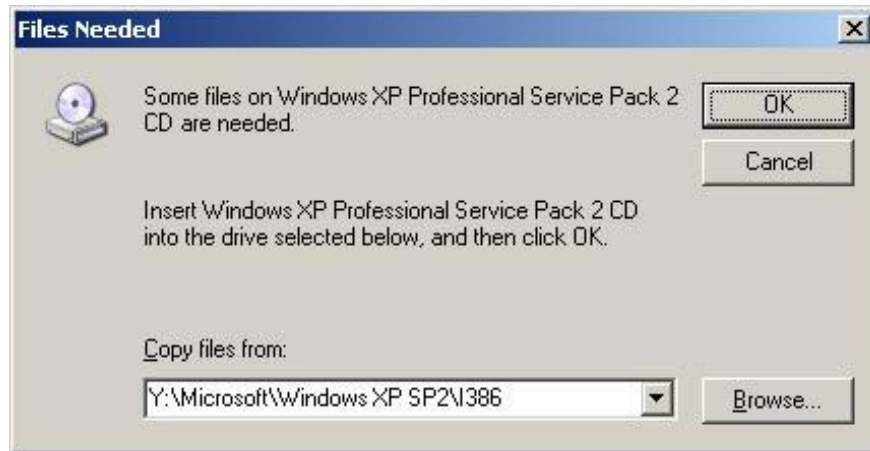 Files Needed
Some files on Windows XP Professional Service Pack 2
CD are needed.
OK
Cancel
Insert Windows XP Professional Service Pack 2 CD
into the drive selected below, and then click OK.
Copy files from:
Y:\Microsoft\Windows XP SP2\I386
Browse...